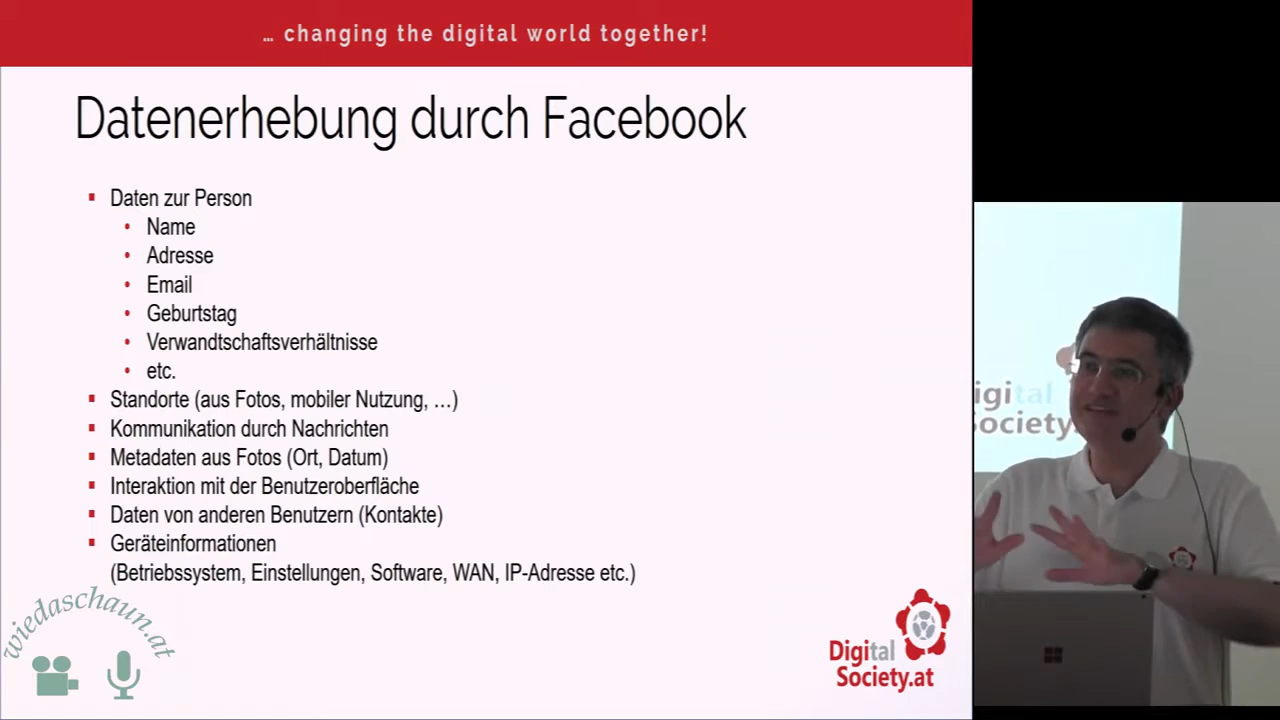 … changing the digital world together!
Datenerhebung durch Facebook
Daten zur Person
Name
Adresse
Email
Geburtstag
Verwandtschaftsverhältnisse
etc.
Standorte (aus Fotos, mobiler Nutzung, …)
Kommunikation durch Nachrichten
Metadaten aus Fotos (Ort, Datum)
Interaktion mit der Benutzeroberfläche
Daten von anderen Benutzern (Kontakte)
Geräteinformationen
(Betriebssystem, Einstellungen, Software, WAN, IP-Adresse etc.)
wiedaschaun.at
Digital
Society.at
igital
Society.